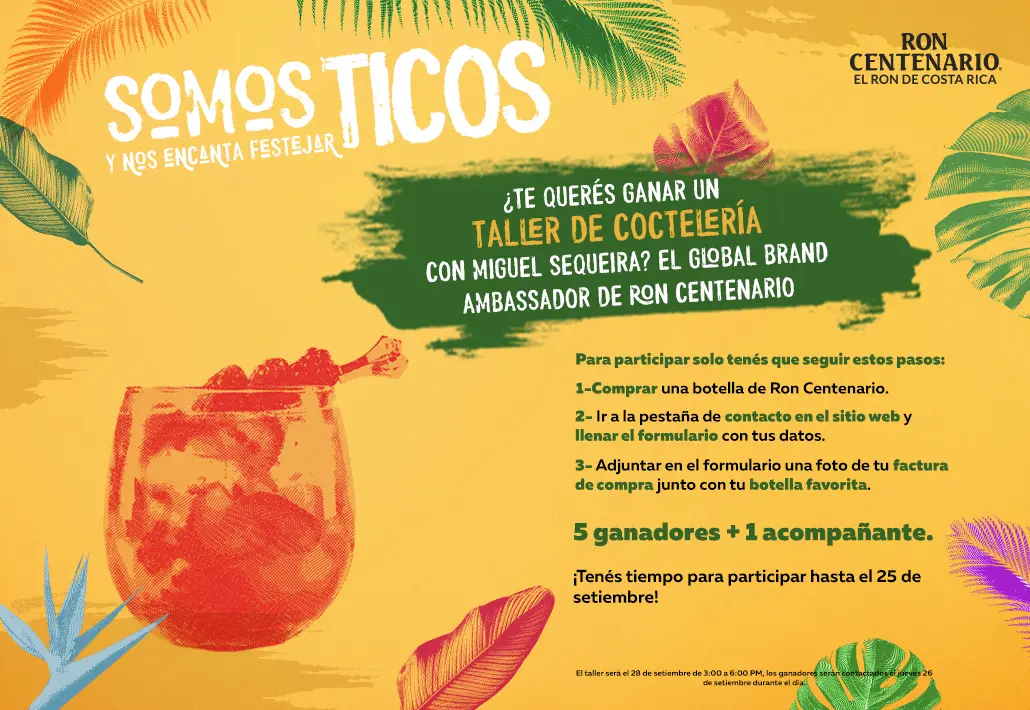 SOMOS TICOS
Y NOS ENCANTA FESTEJAR
RON
CENTENARIO
EL RON DE COSTA RICA
¿TE QUERÉS GANAR UN
TALLER DE COCTELERÍA
CON MIGUEL SEQUEIRA? EL GLOBAL BRAND
AMBASSADOR DE RON CENTENARIO
Para participar solo tenés que seguir estos pasos:
1-Comprar una botella de Ron Centenario.
2- Ir a la pestaña de contacto en el sitio web y
llenar el formulario con tus datos.
3- Adjuntar en el formulario una foto de tu factura
de compra junto con tu botella favorita.
5 ganadores + 1 acompañante.
¡Tenés tiempo para participar hasta el 25 de
setiembre!
El taller será el 28 de setiembre de 3:00 a 6:00 PM, los ganadores serán contactados el jueves 26
de setiembre durante el día.